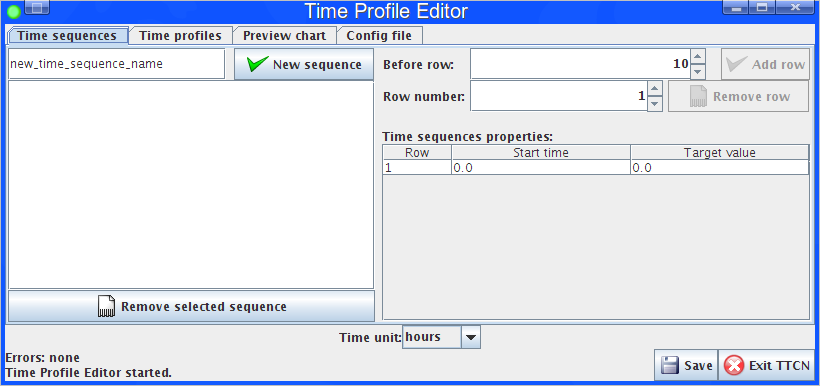 Time Profile Editor
Time sequences Time profiles Preview chart Config file
new_time_sequence_name New sequence Before row: 10 Add row
Row number: 1 Remove row
Time sequences properties:
Row Start time Target value
1 0.0 0.0
Remove selected sequence
Time unit: hours
Errors: none
Time Profile Editor started.
Save Exit TTCN